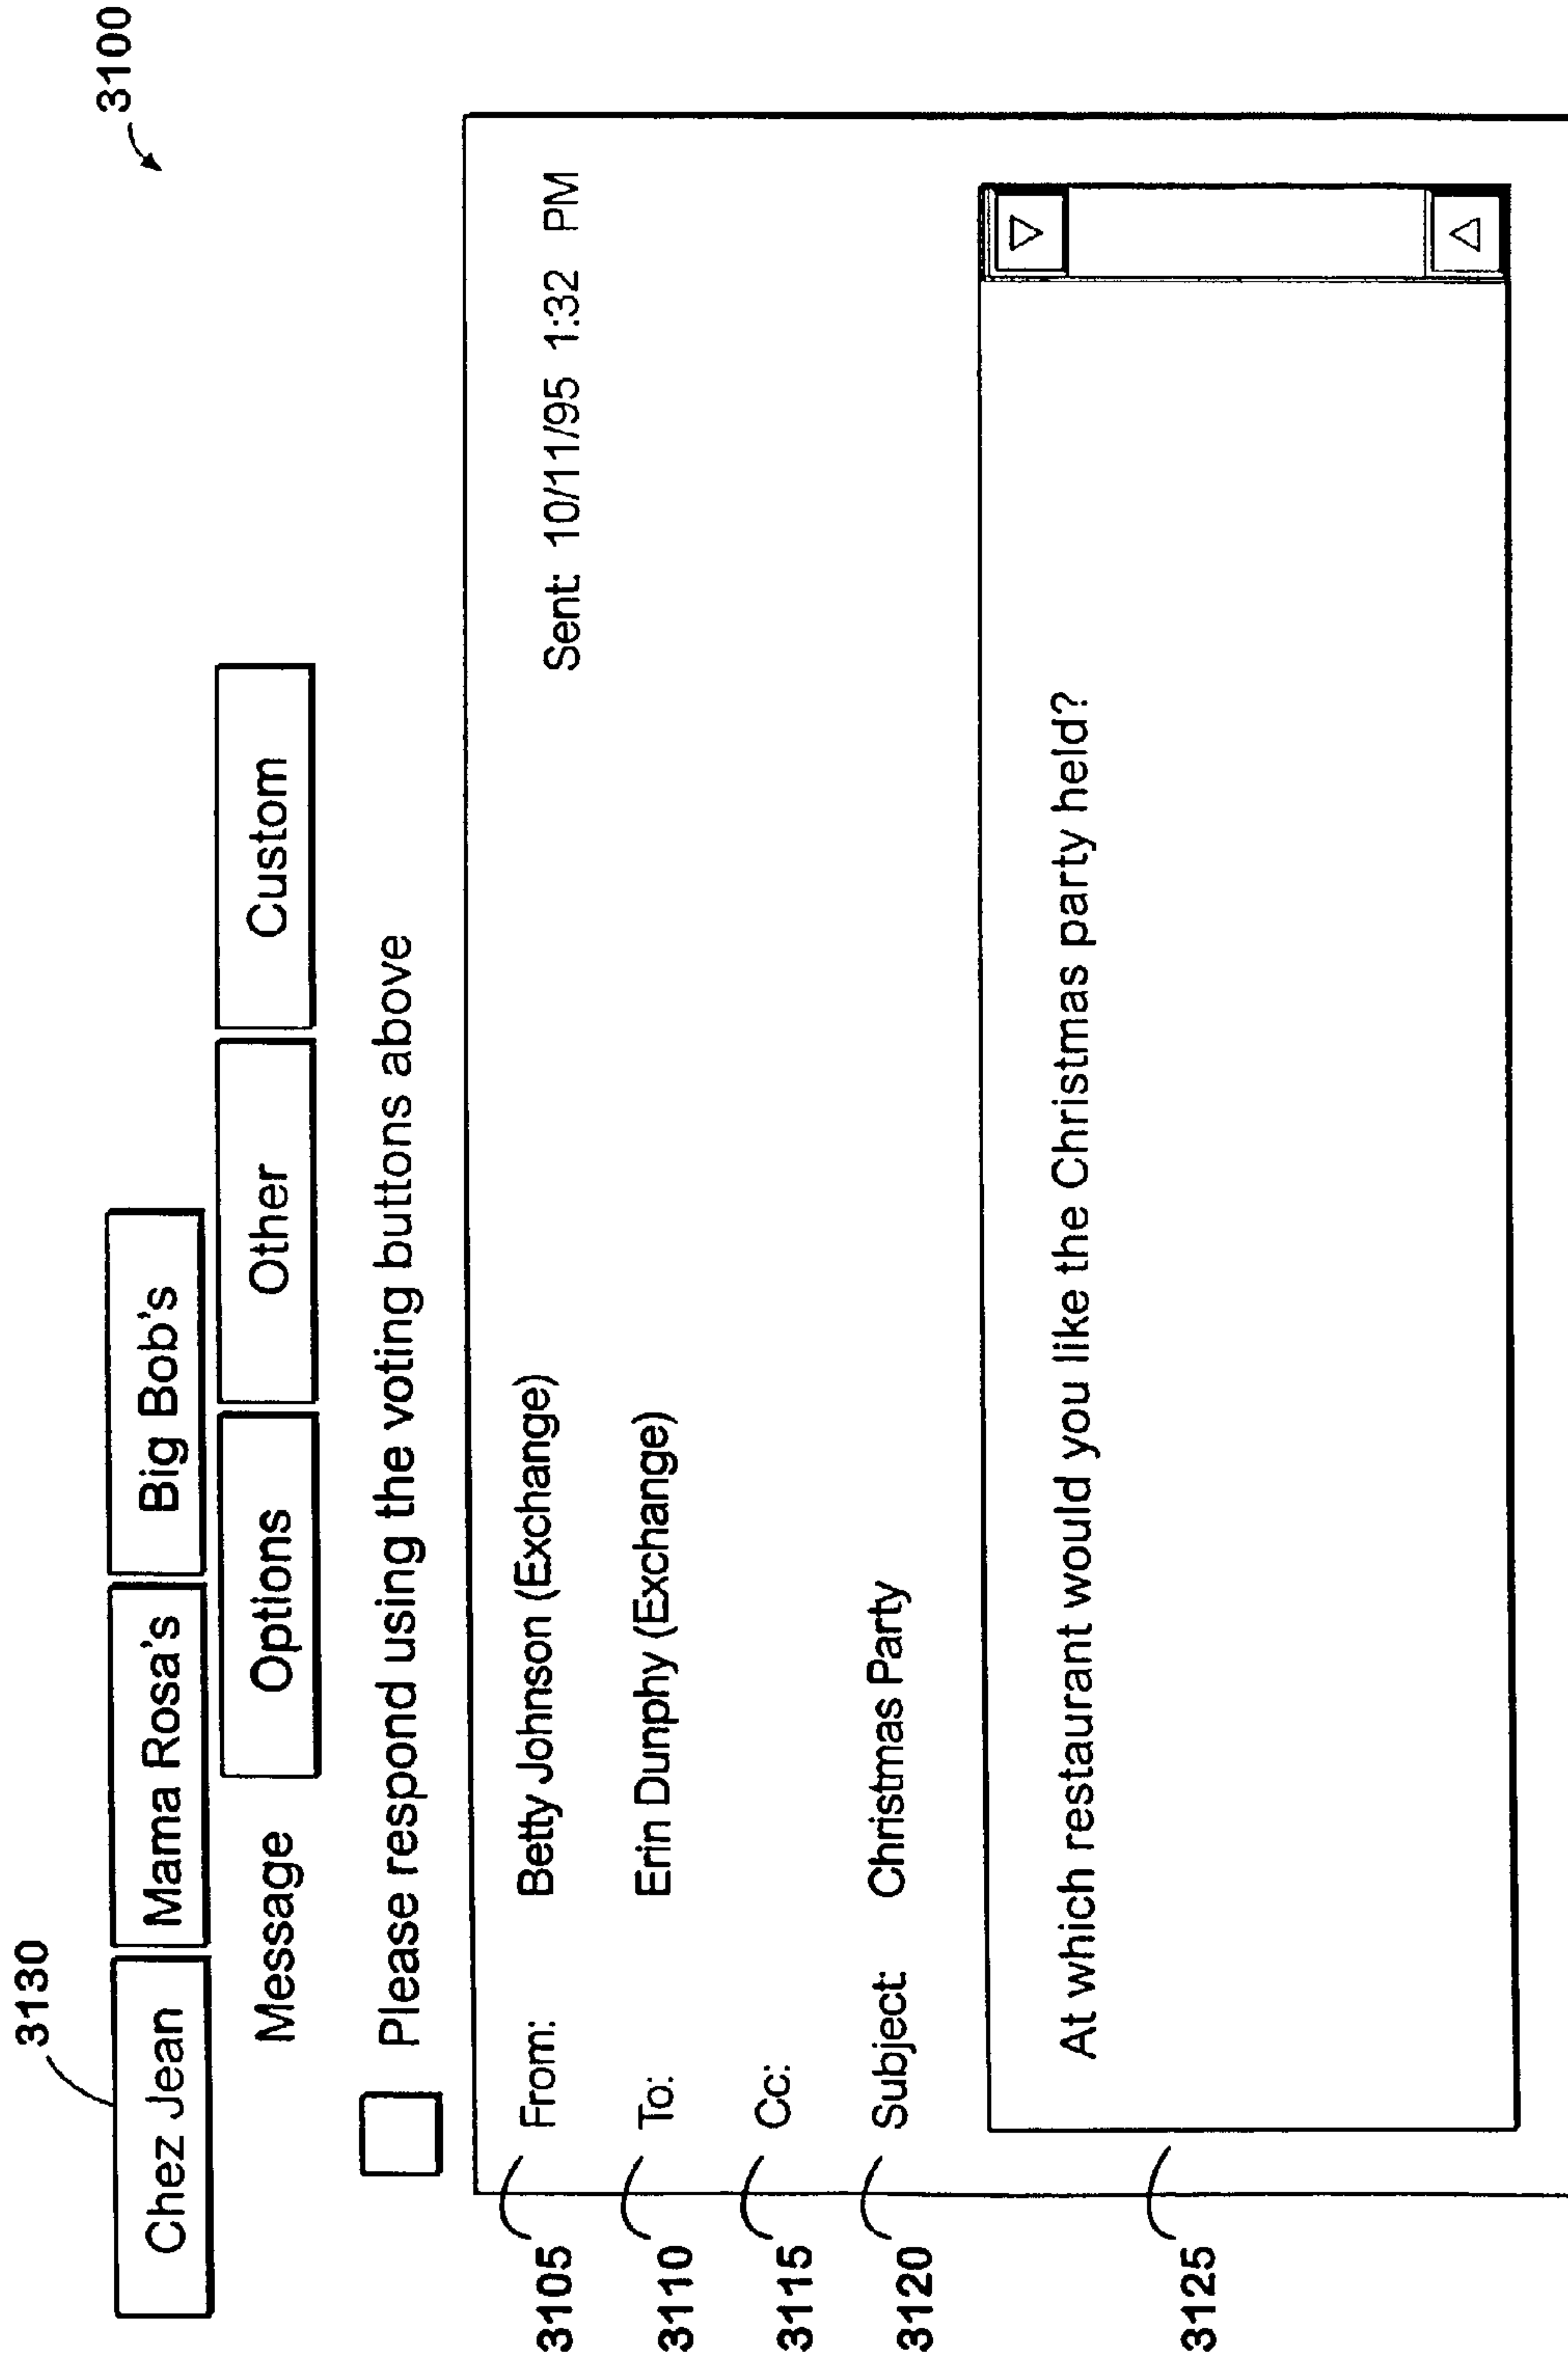 3100
3130
Chez Jean Mama Rosa's Big Bob's
Message Options Other Custom
Please respond using the voting buttons above
3105 From: Betty Johnson (Exchange) Sent: 10/11/95 1:32 PM
3110 To: Erin Dunphy (Exchange)
3115 Cc:
3120 Subject: Christmas Party
At which restaurant would you like the Christmas party held?
3125